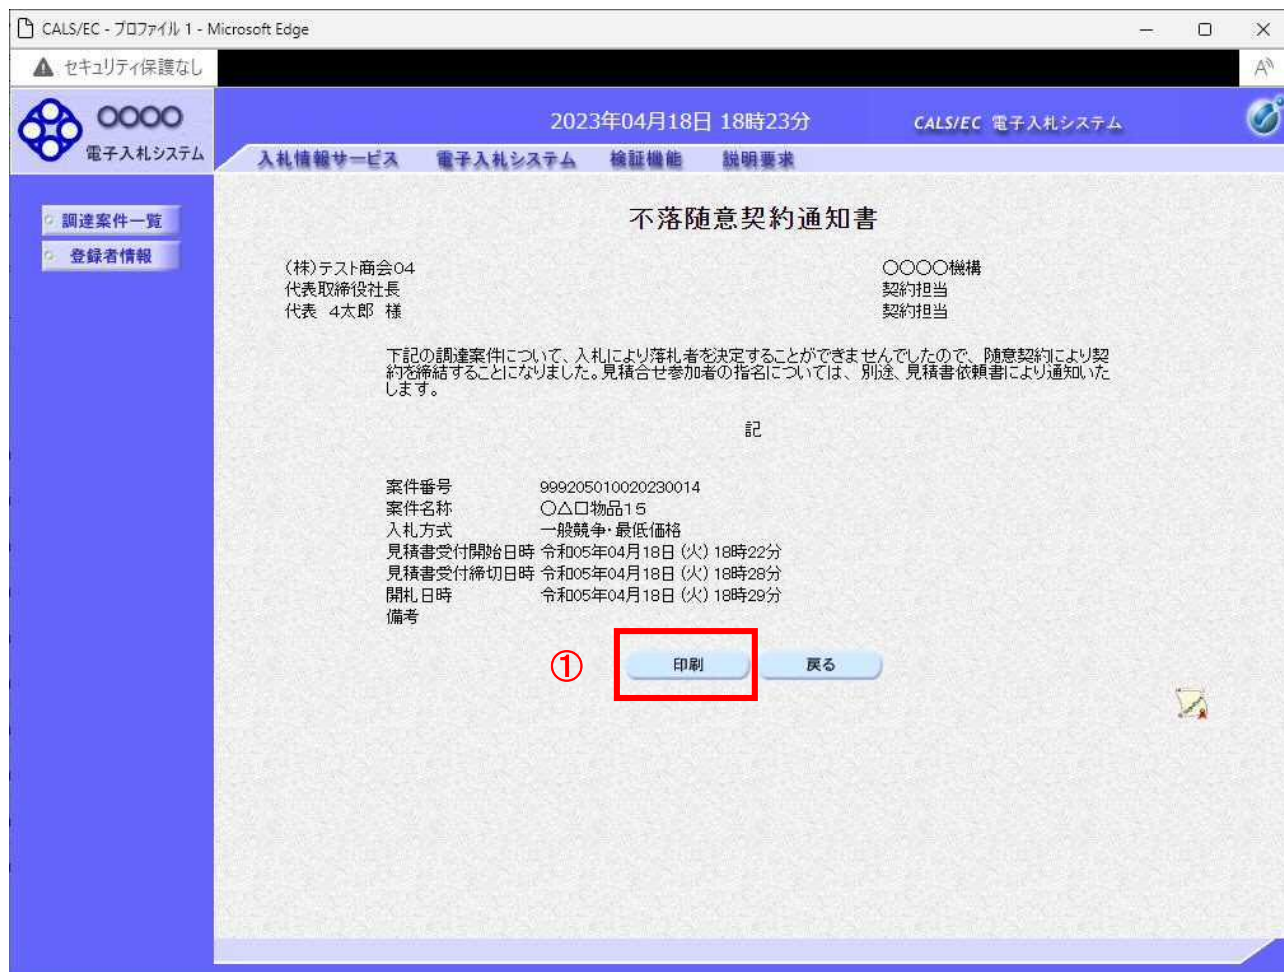 CALS/EC - プロファイル 1 - Microsoft Edge
セキュリティ保護なし
○○○○
電子入札システム
2023年04月18日 18時23分
CALS/EC 電子入札システム
入札情報サービス 電子入札システム 検証機能 説明要求
調達案件一覧
登録者情報
不落随意契約通知書
(株)テスト商会04
代表取締役社長
代表 4太郎 様
○○○○機構
契約担当
契約担当
下記の調達案件について、入札により落札者を決定することができませんでしたので、随意契約により契
約を締結することになりました。見積合せ参加者の指名については、別途、見積書依頼書により通知いた
します。
記
案件番号 999205010020230014
案件名称 ○△□物品15
入札方式 一般競争・最低価格
見積書受付開始日時 令和05年04月18日 (火) 18時22分
見積書受付締切日時 令和05年04月18日 (火) 18時28分
開札日時 令和05年04月18日 (火) 18時29分
備考
① 印刷 戻る